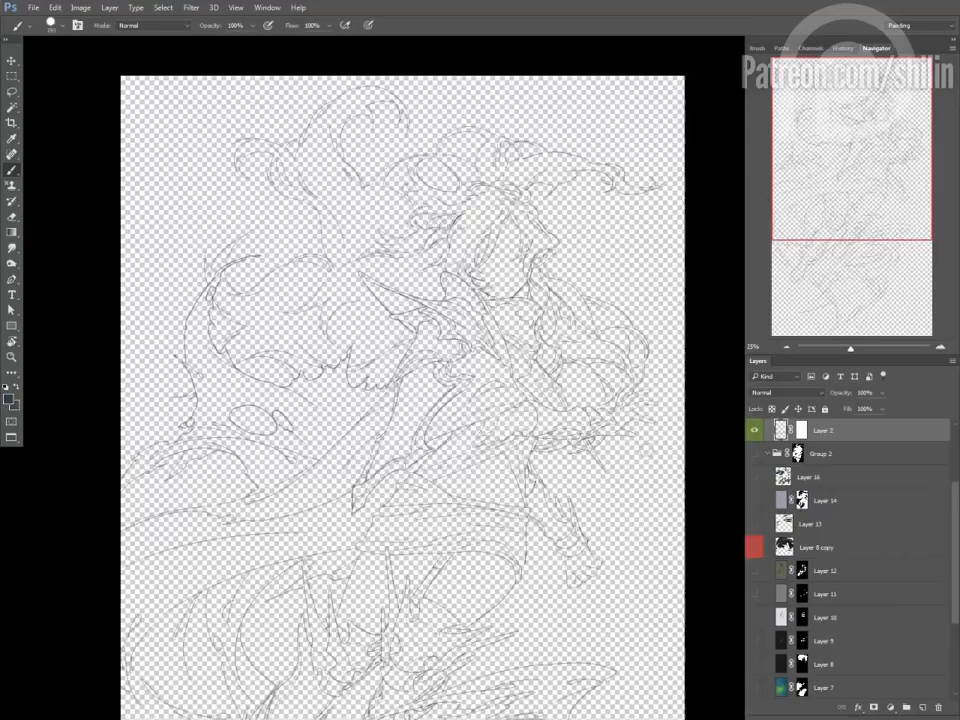 Ps File Edit Image Layer Type Select Filter 3D View Window Help
Mode: Normal Opacity: 100% Flow: 100% Painting
Brush Paths Channels History Navigator
Patreon.com/shilin
25%
Layers
Kind
Normal Opacity: 100%
Locks: Fill: 100%
Layer 2
Group 2
Layer 16
Layer 14
Layer 13
Layer 8 copy
Layer 12
Layer 11
Layer 10
Layer 9
Layer 8
Layer 7